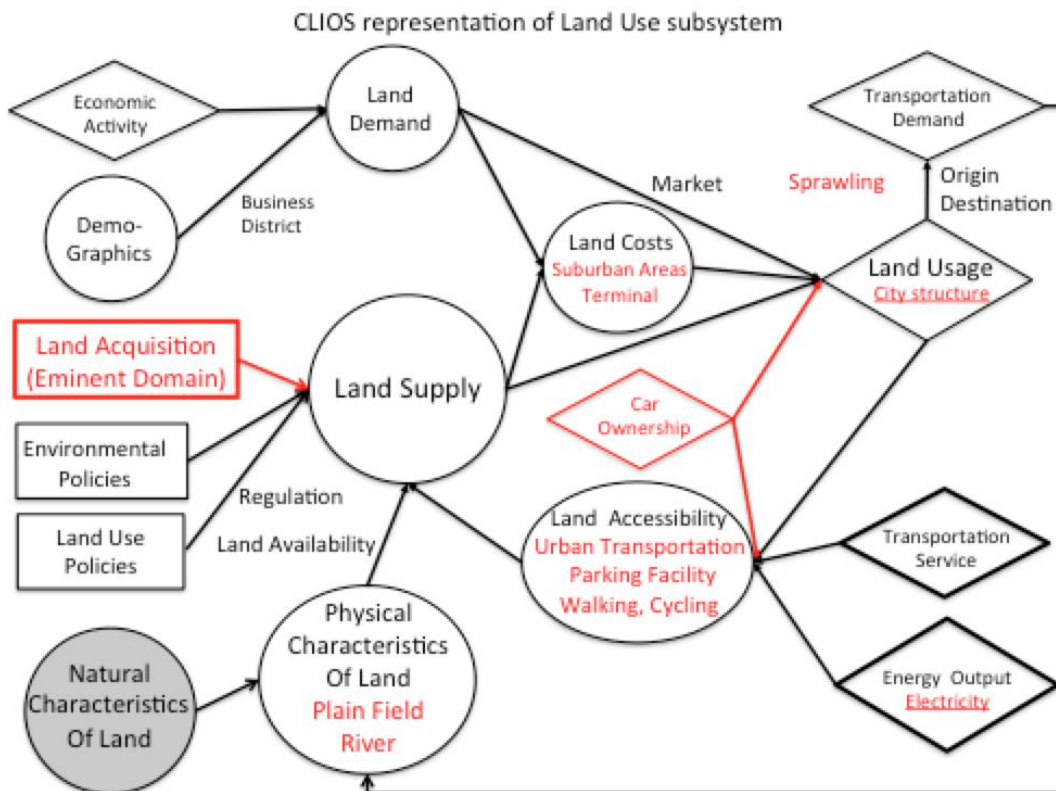 CLIOS representation of Land Use subsystem
Economic
Activity
Land
Demand
Transportation
Demand
Demo-
Graphics
Business
District
Market
Sprawling
Origin
Destination
Land Costs
Suburban Areas
Terminal
Land Usage
City structure
Land Acquisition
(Eminent Domain)
Land Supply
Car
Ownership
Environmental
Policies
Regulation
Land Use
Policies
Land Availability
Land Accessibility
Urban Transportation
Parking Facility
Walking, Cycling
Transportation
Service
Physical
Characteristics
Of Land
Plain Field
River
Natural
Characteristics
Of Land
Energy Output
Electricity